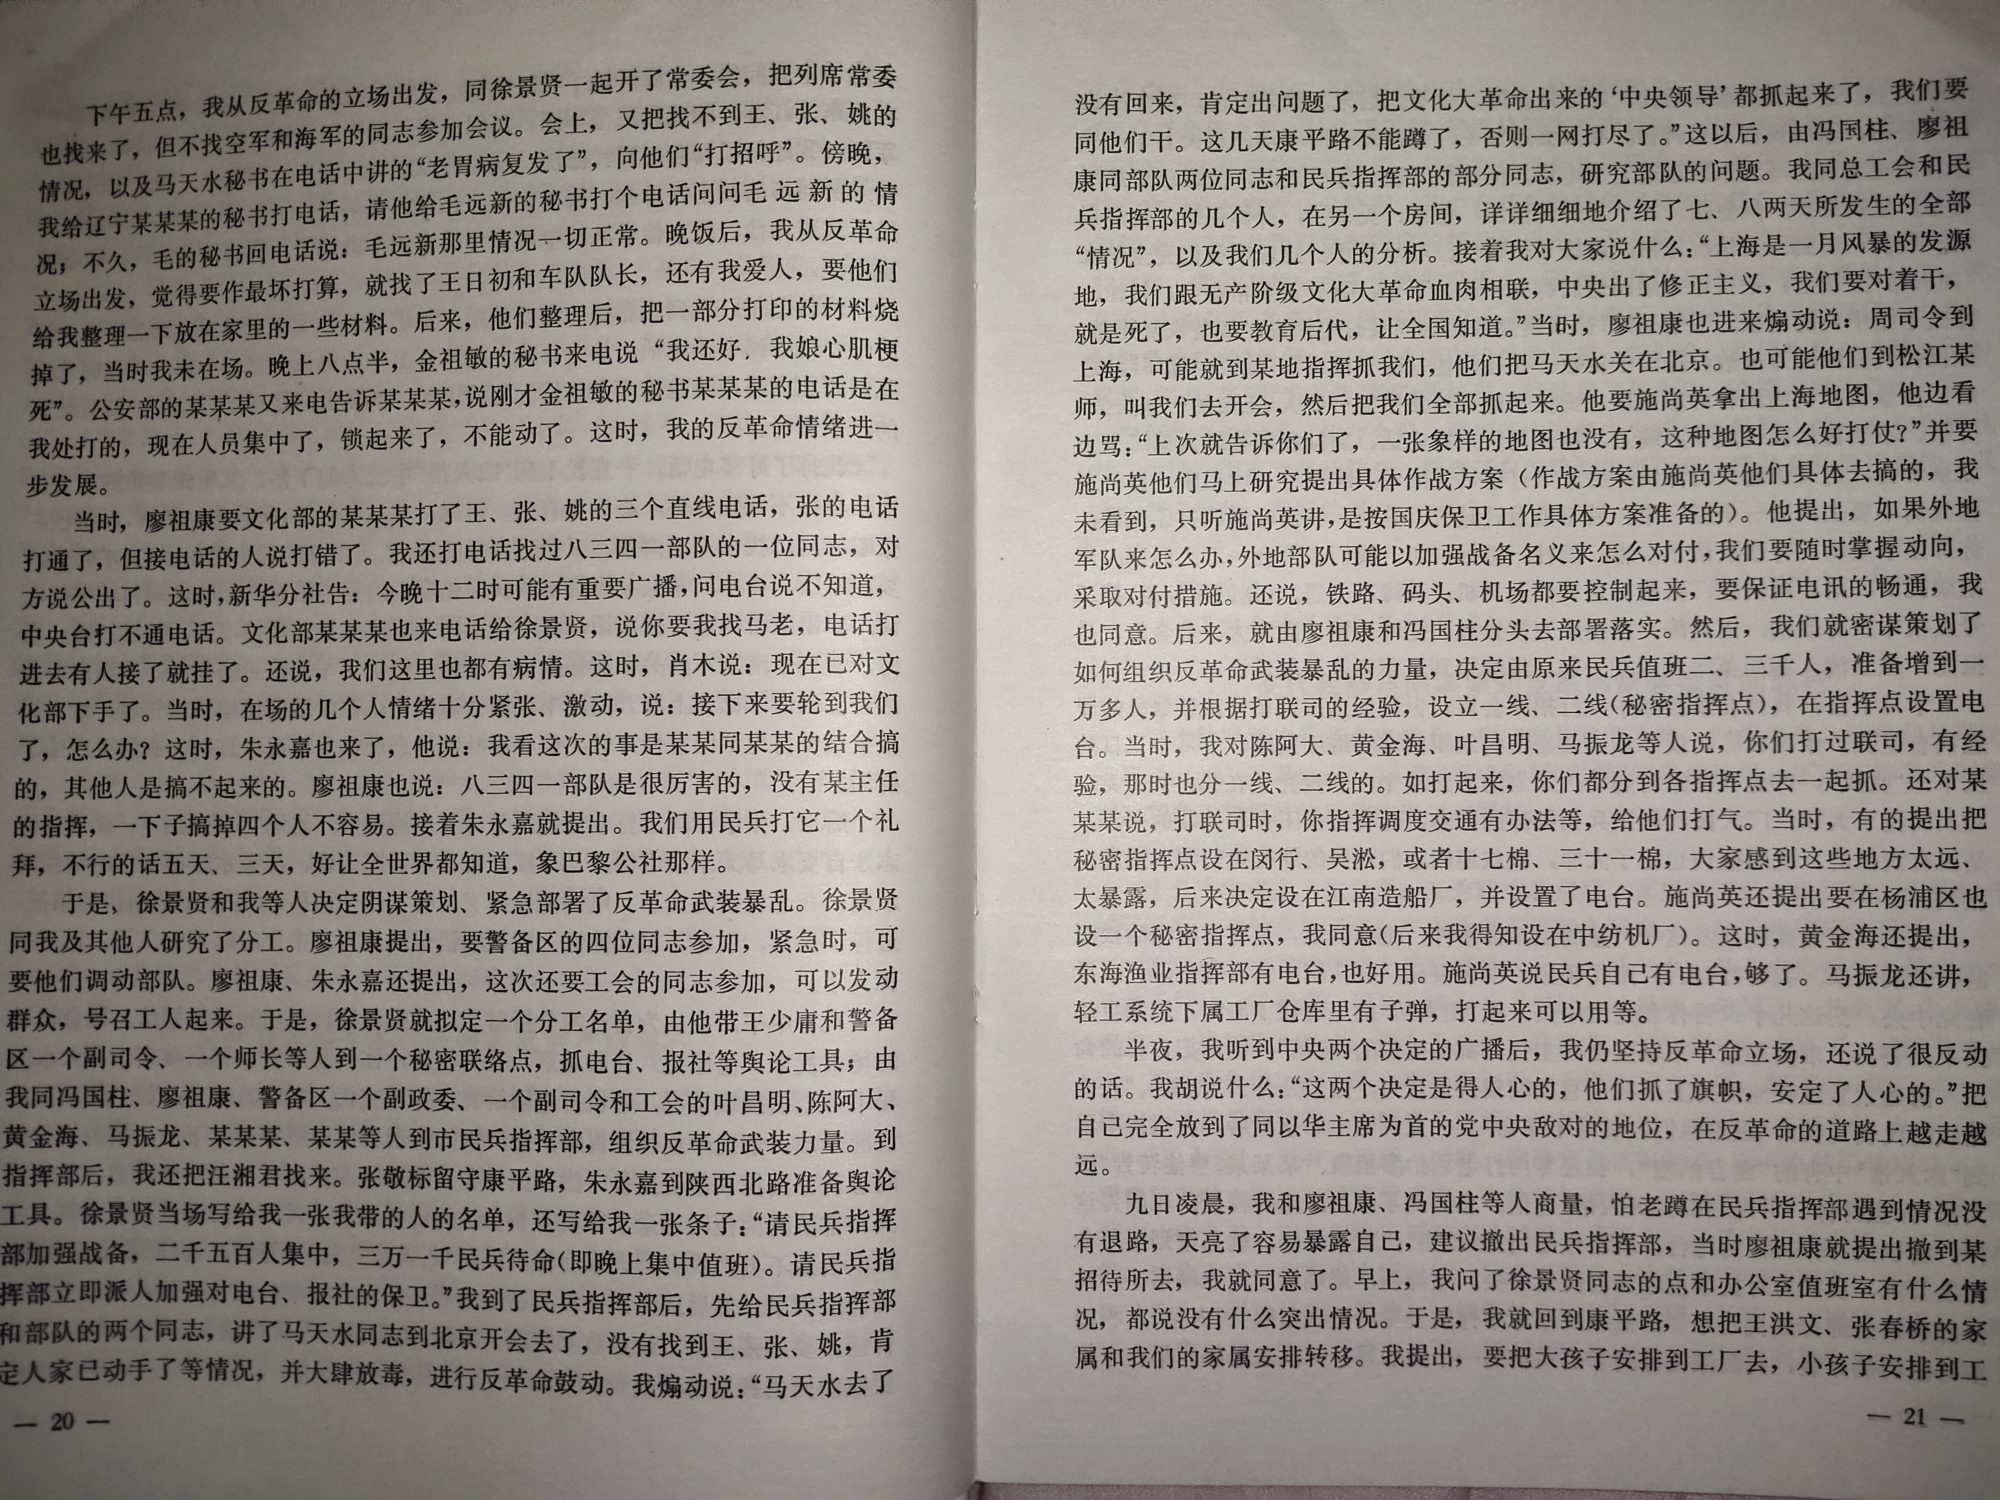 下午五点，我从反革命的立场出发，同徐景贤一起开了常委会，把列席常委
也找来了，但不找空军和海军的同志参加会议。会上，又把找不到王、张、姚的
情况，以及马天水秘书在电话中讲的“老胃病复发了”，向他们“打招呼”。傍晚，
我给辽宁某某某的秘书打电话，请他给毛远新的秘书打个电话问问毛远新的情
况；不久，毛的秘书回电话说：毛远新那里情况一切正常。晚饭后，我从反革命
立场出发，觉得要作最坏打算，就找了王日初和车队队长，还有我爱人，要他们
给我整理一下放在家里的一些材料。后来，他们整理后，把一部分打印的材料烧
掉了，当时我未在场。晚上八点半，金祖敏的秘书来电说“我还好．我娘心肌梗
死”。公安部的某某某又来电告诉某某某，说刚才金祖敏的秘书某某某的电话是在
我处打的，现在人员集中了，锁起来了，不能动了。这时，我的反革命情绪进一
步发展。
当时，廖祖康要文化部的某某某打了王、张、姚的三个直线电话，张的电话
打通了，但接电话的人说打错了。我还打电话找过八三四一部队的一位同志，对
方说公出了。这时，新华分社告：今晚十二时可能有重要广播，问电台说不知道，
中央台打不通电话。文化部某某某也来电话给徐景贤，说你要我找马老，电话打
进去有人接了就挂了。还说，我们这里也都有病情。这时，肖木说：现在已对文
化部下手了。当时，在场的几个人情绪十分紧张、激动，说：接下来要轮到我们
了，怎么办？这时，朱永嘉也来了，他说：我看这次的事是某某同某某的结合搞
的，其他人是搞不起来的。廖祖康也说：八三四一部队是很厉害的，没有某主任
的指挥，一下子搞掉四个人不容易。接着朱永嘉就提出。我们用民兵打它一个礼
拜，不行的话五天、三天，好让全世界都知道，象巴黎公社那样。
于是、徐景贤和我等人决定阴谋策划、紧急部署了反革命武装暴乱。徐景贤
同我及其他人研究了分工。廖祖康提出，要警备区的四位同志参加，紧急时，可
要他们调动部队。廖祖康、朱永嘉还提出，这次还要工会的同志参加，可以发动
群众，号召工人起来。于是，徐景贤就拟定一个分工名单，由他带王少庸和警备
区一个副司令、一个师长等人到一个秘密联络点，抓电台、报社等舆论工具；由
我同冯国柱、廖祖康、警备区一个副政委、一个副司令和工会的叶昌明、陈阿大、
黄金海、马振龙、某某某、某某等人到市民兵指挥部，组织反革命武装力量。到
指挥部后，我还把汪湘君找来。张敬标留守康平路，朱永嘉到陕西北路准备舆论
工具。徐景贤当场写给我一张我带的人的名单，还写给我一张条子：“请民兵指挥
部加强战备，二千五百人集中，三万一千民兵待命（即晚上集中值班）。请民兵指
挥部立即派人加强对电台、报社的保卫。”我到了民兵指挥部后，先给民兵指挥部
和部队的两个同志，讲了马天水同志到北京开会去了，没有找到王、张、姚，肯
定人家已动手了等情况，并大肆放毒，进行反革命鼓动。我煽动说：“马天水去了
— 20 —
没有回来，肯定出问题了，把文化大革命出来的‘中央领导’都抓起来了，我们要
同他们干。这几天康平路不能蹲了，否则一网打尽了。”这以后，由冯国柱、廖祖
康同部队两位同志和民兵指挥部的部分同志，研究部队的问题。我同总工会和民
兵指挥部的几个人，在另一个房间，详详细细地介绍了七、八两天所发生的全部
“情况”，以及我们几个人的分析。接着我对大家说什么：“上海是一月风暴的发源
地，我们跟无产阶级文化大革命血肉相联，中央出了修正主义，我们要对着干，
就是死了，也要教育后代，让全国知道。”当时，廖祖康也进来煽动说：周司令到
上海，可能就到某地指挥抓我们，他们把马天水关在北京。也可能他们到松江某
师，叫我们去开会，然后把我们全部抓起来。他要施尚英拿出上海地图，他边看
边骂：“上次就告诉你们了，一张象样的地图也没有，这种地图怎么好打仗？”并要
施尚英他们马上研究提出具体作战方案（作战方案由施尚英他们具体去搞的，我
未看到，只听施尚英讲，是按国庆保卫工作具体方案准备的）。他提出，如果外地
军队来怎么办，外地部队可能以加强战备名义来怎么对付，我们要随时掌握动向，
采取对付措施。还说，铁路、码头、机场都要控制起来，要保证电讯的畅通，我
也同意。后来，就由廖祖康和冯国柱分头去部署落实。然后，我们就密谋策划了
如何组织反革命武装暴乱的力量，决定由原来民兵值班二、三千人，准备增到一
万多人，并根据打联司的经验，设立一线、二线（秘密指挥点），在指挥点设置电
台。当时，我对陈阿大、黄金海、叶昌明、马振龙等人说，你们打过联司，有经
验，那时也分一线、二线的。如打起来，你们都分到各指挥点去一起抓。还对某
某某说，打联司时，你指挥调度交通有办法等，给他们打气。当时，有的提出把
秘密指挥点设在闵行、吴淞，或者十七棉、三十一棉，大家感到这些地方太远、
太暴露，后来决定设在江南造船厂，并设置了电台。施尚英还提出要在杨浦区也
设一个秘密指挥点，我同意（后来我得知设在中纺机厂）。这时，黄金海还提出，
东海渔业指挥部有电台，也好用。施尚英说民兵自己有电台，够了。马振龙还讲，
轻工系统下属工厂仓库里有子弹，打起来可以用等。
半夜，我听到中央两个决定的广播后，我仍坚持反革命立场，还说了很反动
的话。我胡说什么：“这两个决定是得人心的，他们抓了旗帜，安定了人心的。”把
自己完全放到了同以华主席为首的党中央敌对的地位，在反革命的道路上越走越
远。
九日凌晨，我和廖祖康、冯国柱等人商量，怕老蹲在民兵指挥部遇到情况没
有退路，天亮了容易暴露自己，建议撤出民兵指挥部，当时廖祖康就提出撤到某
招待所去，我就同意了。早上，我问了徐景贤同志的点和办公室值班室有什么情
况，都说没有什么突出情况。于是，我就回到康平路，想把王洪文、张春桥的家
属和我们的家属安排转移。我提出，要把大孩子安排到工厂去，小孩子安排到工
— 21 —